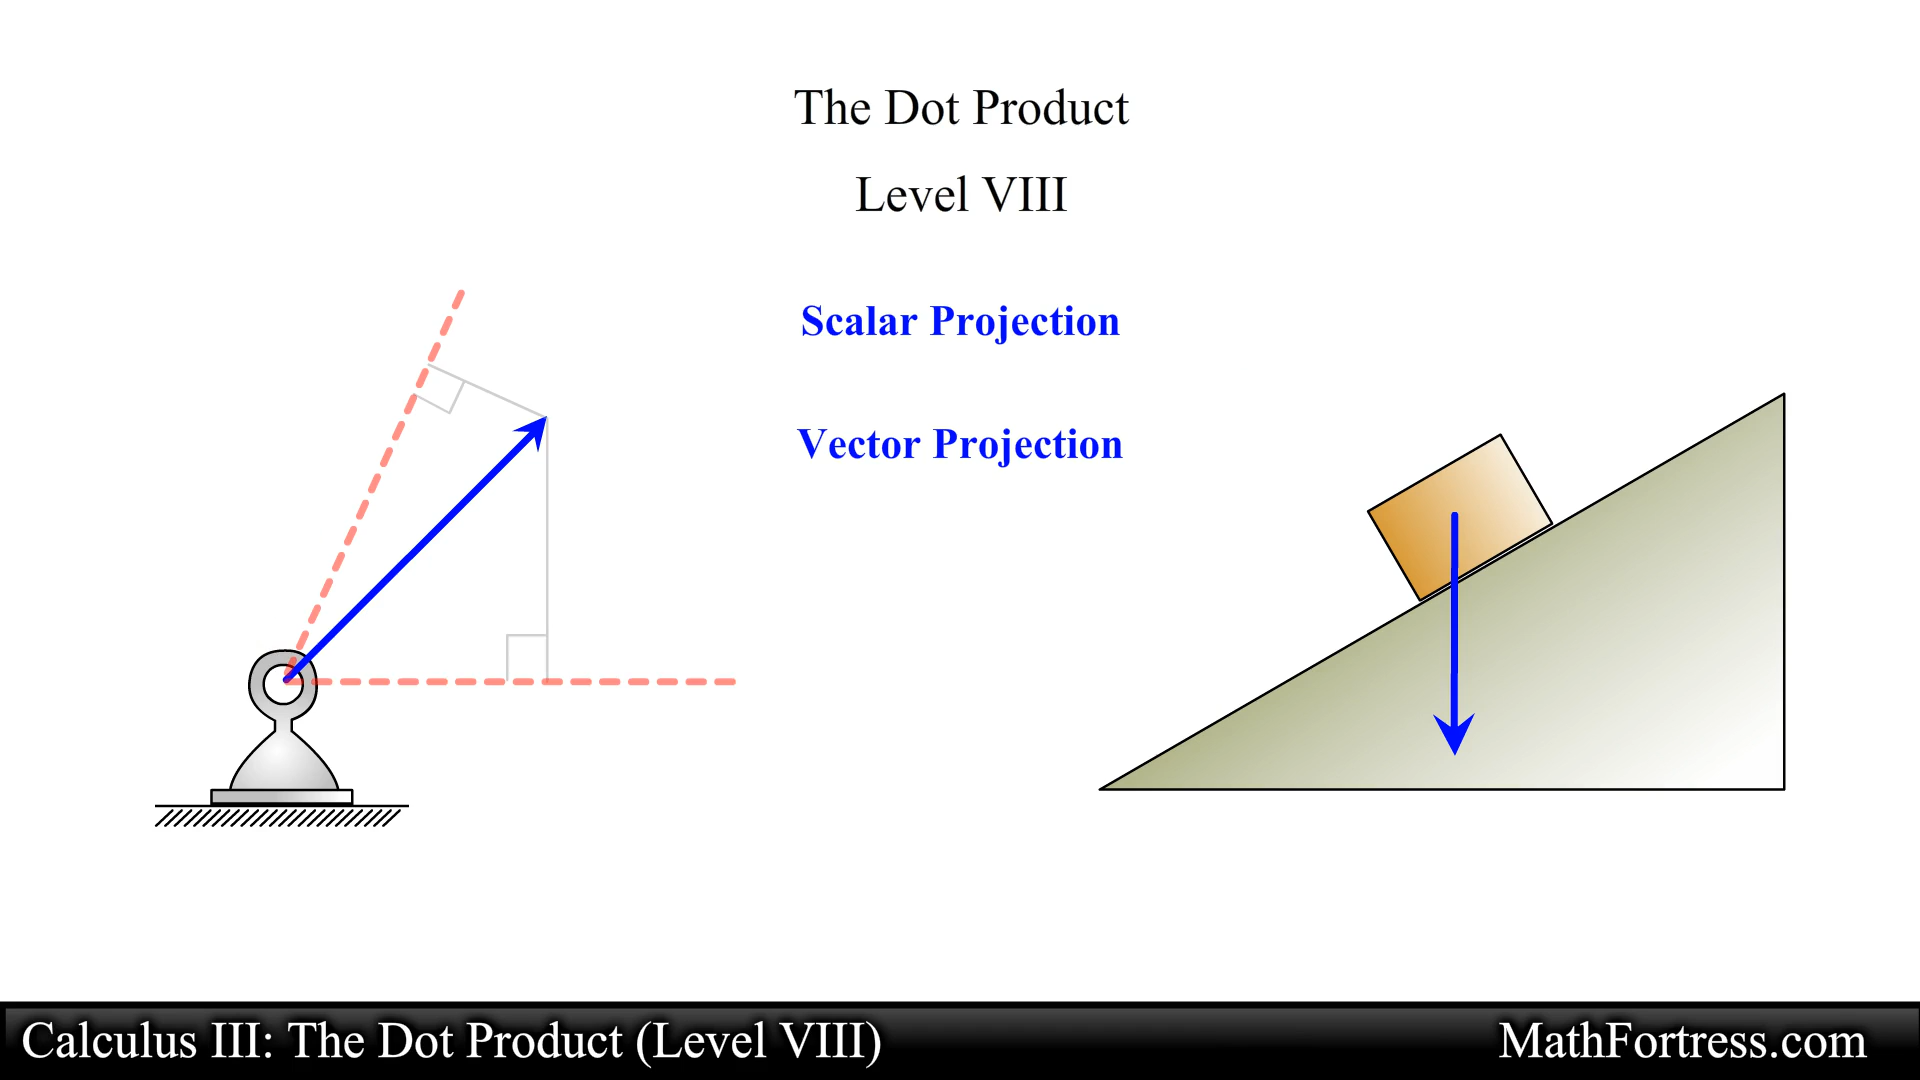 The Dot Product
Level VIII
Scalar Projection
Vector Projection
Calculus III: The Dot Product (Level VIII)
MathFortress.com